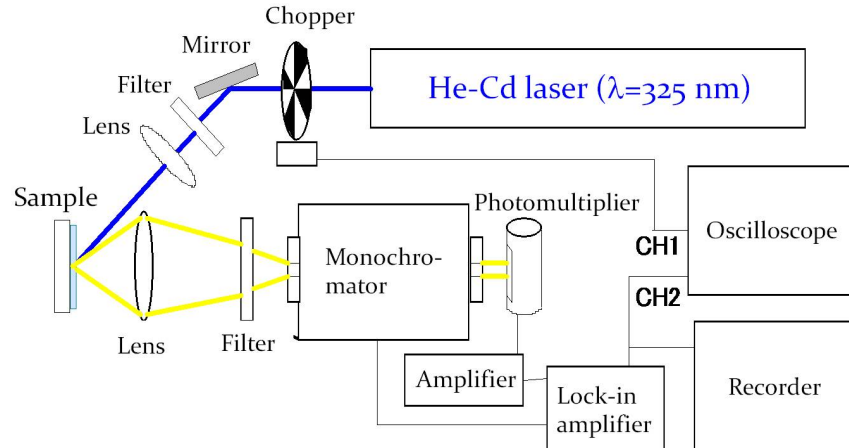 Chopper
Mirror
Filter
He-Cd laser (λ=325 nm)
Lens
Sample
Photomultiplier
Monochro-
mator
CH1
Oscilloscope
CH2
Lens
Filter
Amplifier
Lock-in
amplifier
Recorder